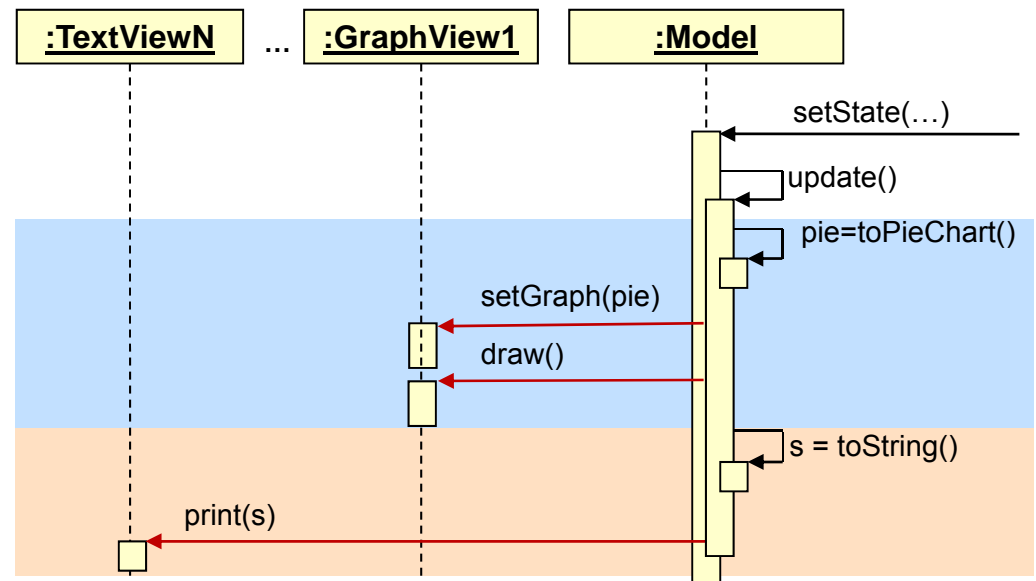 :TextViewN
...
:GraphView1
:Model
setState(…)
update()
pie=toPieChart()
setGraph(pie)
draw()
s = toString()
print(s)